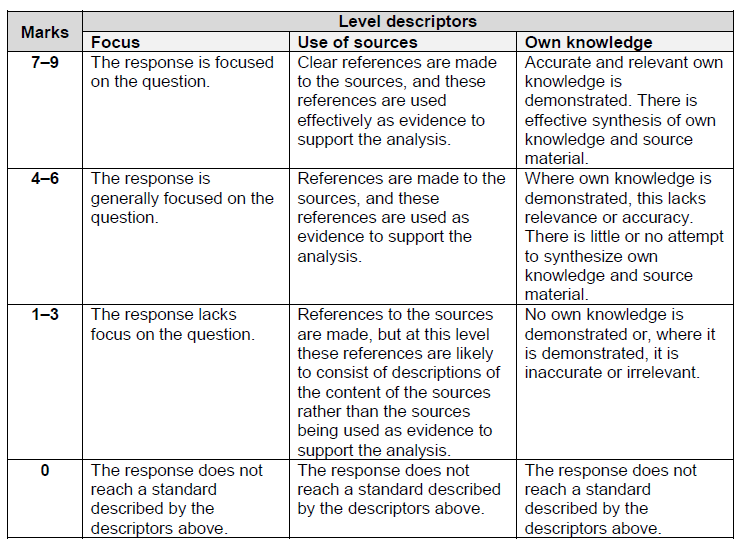 Marks
Level descriptors
Focus
Use of sources
Own knowledge
7–9
The response is focused
on the question.
Clear references are made
to the sources, and these
references are used
effectively as evidence to
support the analysis.
Accurate and relevant own
knowledge is
demonstrated. There is
effective synthesis of own
knowledge and source
material.
4–6
The response is
generally focused on the
question.
References are made to the
sources, and these
references are used as
evidence to support the
analysis.
Where own knowledge is
demonstrated, this lacks
relevance or accuracy.
There is little or no attempt
to synthesize own
knowledge and source
material.
1–3
The response lacks
focus on the question.
References to the sources
are made, but at this level
these references are likely
to consist of descriptions of
the content of the sources
rather than the sources
being used as evidence to
support the analysis.
No own knowledge is
demonstrated or, where it
is demonstrated, it is
inaccurate or irrelevant.
0
The response does not
reach a standard
described by the
descriptors above.
The response does not
reach a standard described
by the descriptors above.
The response does not
reach a standard
described by the
descriptors above.